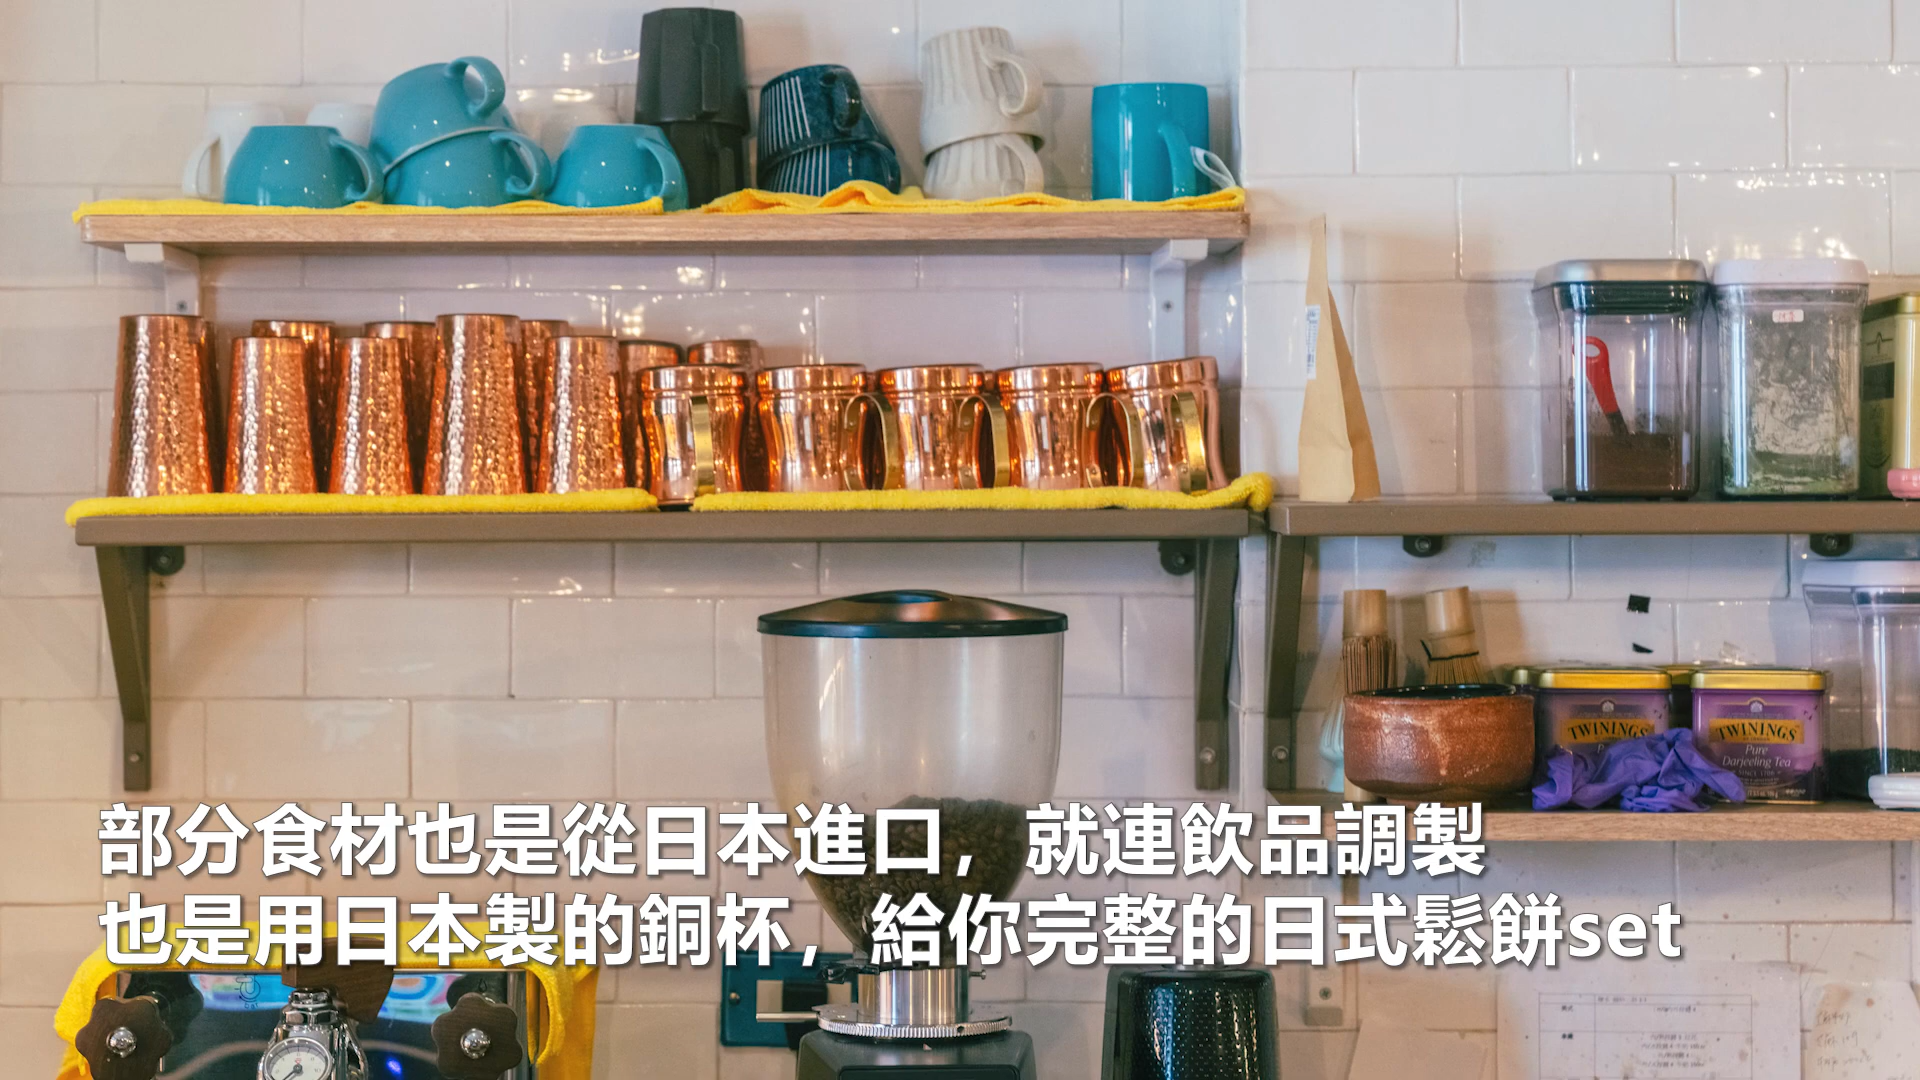 TWININGS
TWININGS
Pure
Darjeeling Tea
部分食材也是從日本進口，就連飲品調製
也是用日本製的銅杯，給你完整的日式鬆餅set